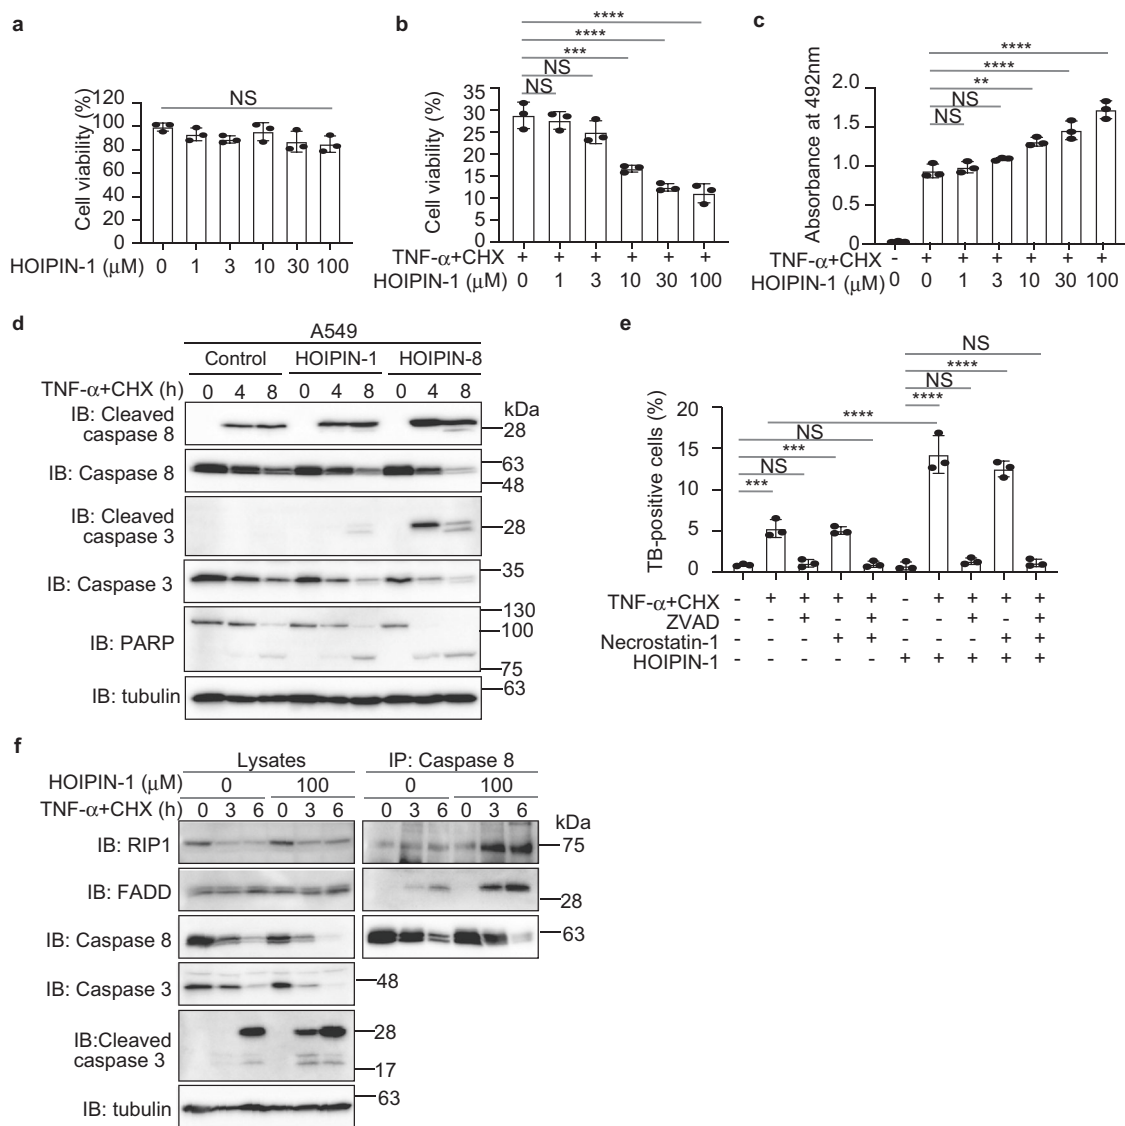 a
NS
Cell viability (%)
120
100
80
60
40
20
0
HOIPIN-1 (μM) 0 1 3 10 30 100
b
****
****
***
NS
NS
Cell viability (%)
35
30
25
20
15
10
5
0
TNF-α+CHX + + + + + +
HOIPIN-1 (μM) 0 1 3 10 30 100
c
****
****
**
NS
NS
Absorbance at 492nm
2.0
1.5
1.0
0.5
0
TNF-α+CHX - + + + + + +
HOIPIN-1 (μM) 0 0 1 3 10 30 100
d
A549
Control HOIPIN-1 HOIPIN-8
TNF-α+CHX (h) 0 4 8 0 4 8 0 4 8
kDa
IB: Cleaved
caspase 8
28
IB: Caspase 8
63
48
IB: Cleaved
caspase 3
28
IB: Caspase 3
35
IB: PARP
130
100
75
IB: tubulin
63
e
NS
****
NS
****
****
NS
***
NS
***
TB-positive cells (%)
20
15
10
5
0
TNF-α+CHX - + + + + - + + + +
ZVAD - - + - + - - + - +
Necrostatin-1 - - - + + - - - + +
HOIPIN-1 - - - - - + + + + +
f
Lysates IP: Caspase 8
HOIPIN-1 (μM) 0 100 0 100
TNF-α+CHX (h) 0 3 6 0 3 6 0 3 6 0 3 6
kDa
IB: RIP1
75
IB: FADD
28
IB: Caspase 8
63
IB: Caspase 3
48
IB:Cleaved
caspase 3
28
17
IB: tubulin
63